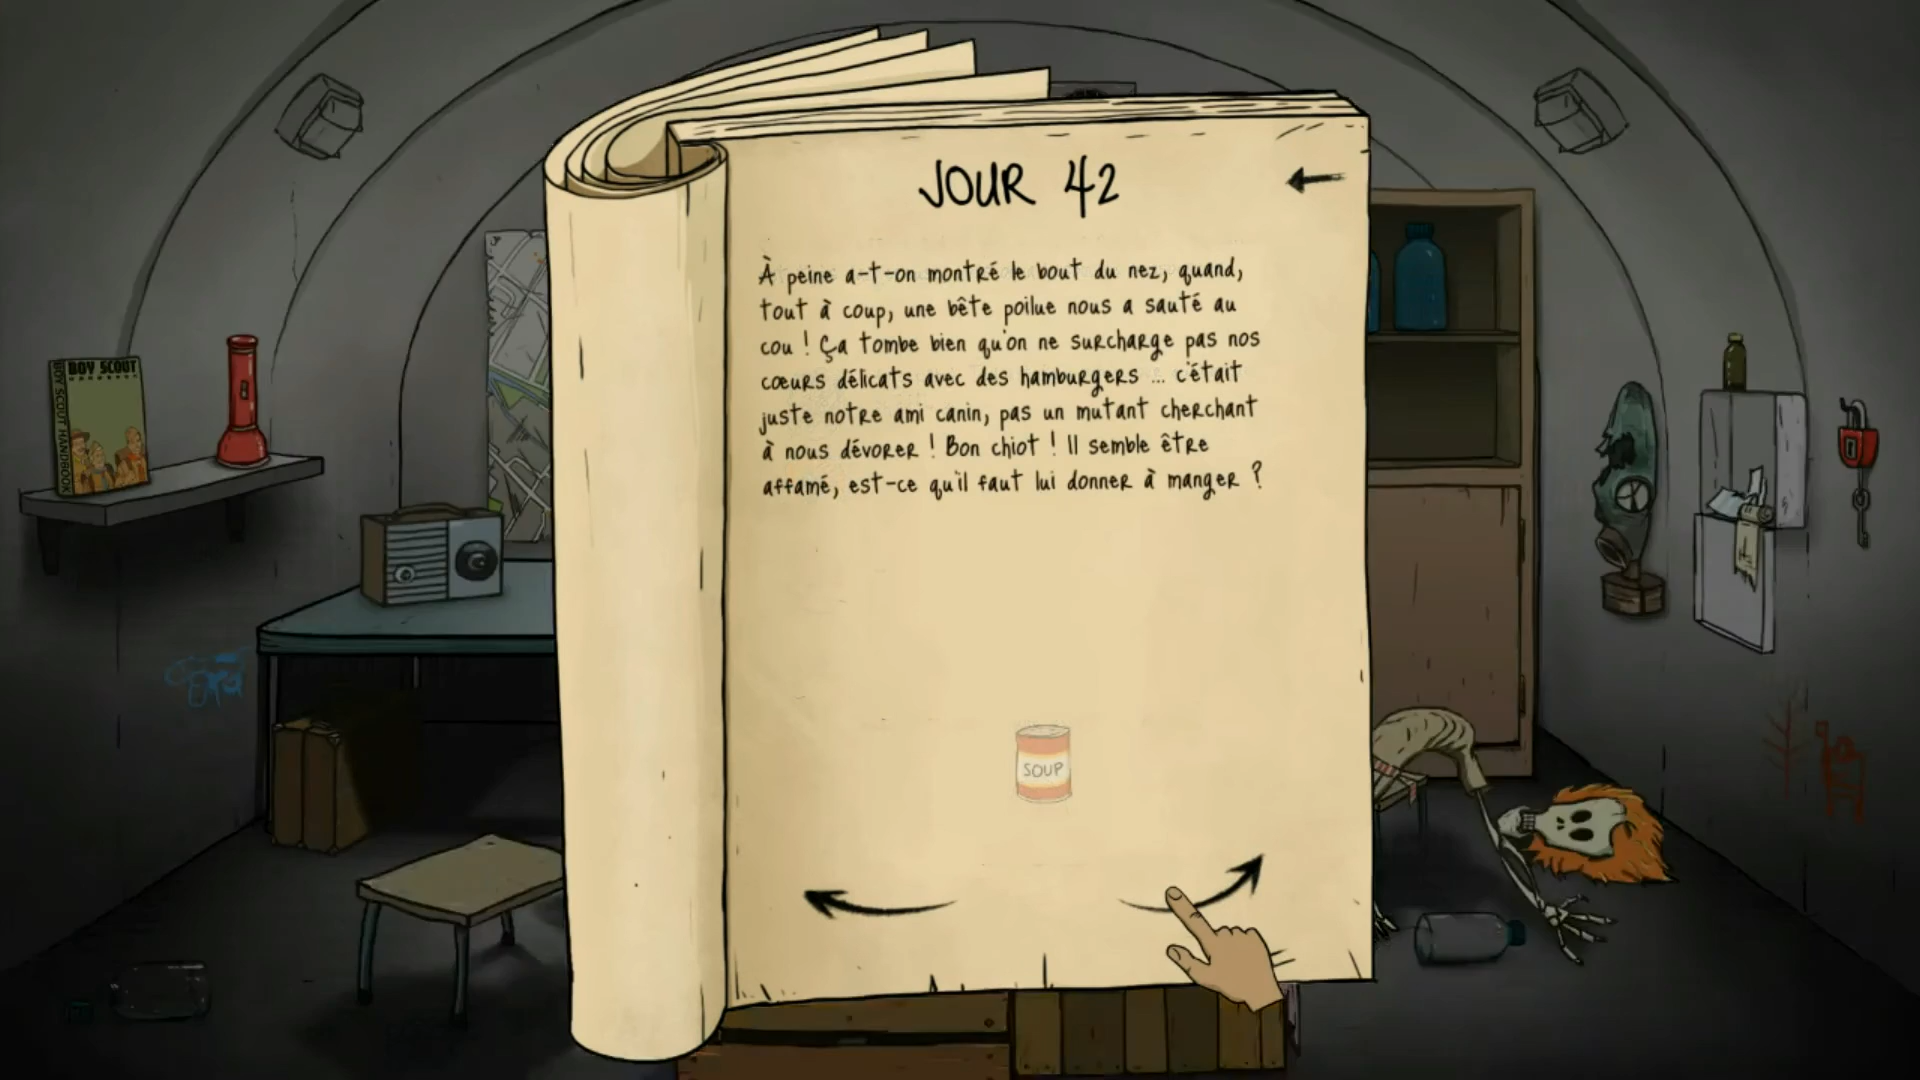 JOUR 42
À peine a-t-on montré le bout du nez, quand,
tout à coup, une bête poilue nous a sauté au
cou ! Ça tombe bien qu'on ne surcharge pas nos
cœurs délicats avec des hamburgers ... c'était
juste notre ami canin, pas un mutant cherchant
à nous dévorer ! Bon chiot ! Il semble être
affamé, est-ce qu'il faut lui donner à manger ?
SOUP
BOY SCOUT
BOY SCOUT HANDBOOK